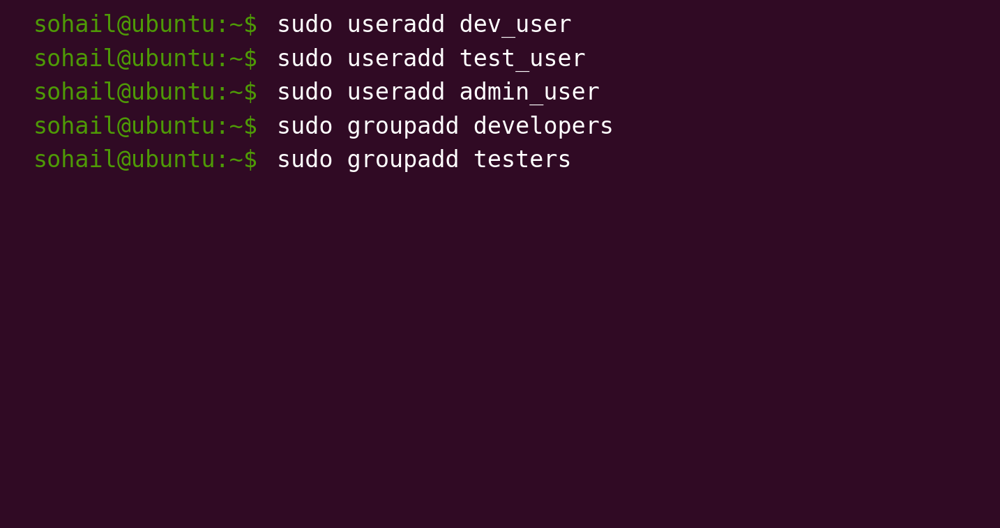 sohail@ubuntu:~$ sudo useradd dev_user
sohail@ubuntu:~$ sudo useradd test_user
sohail@ubuntu:~$ sudo useradd admin_user
sohail@ubuntu:~$ sudo groupadd developers
sohail@ubuntu:~$ sudo groupadd testers